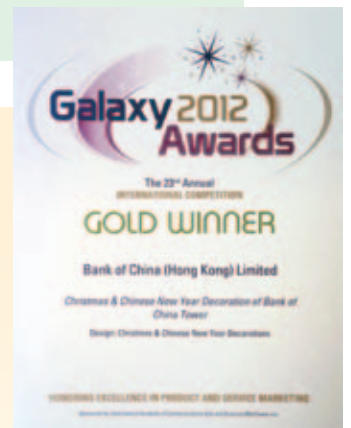 Galaxy 2012
Awards
The 23rd Annual
INTERNATIONAL COMPETITION
GOLD WINNER
Bank of China (Hong Kong) Limited
Christmas & Chinese New Year Decoration of Bank of
China Tower
Design: Christmas & Chinese New Year Decorations
HONORING EXCELLENCE IN PRODUCT AND SERVICE MARKETING